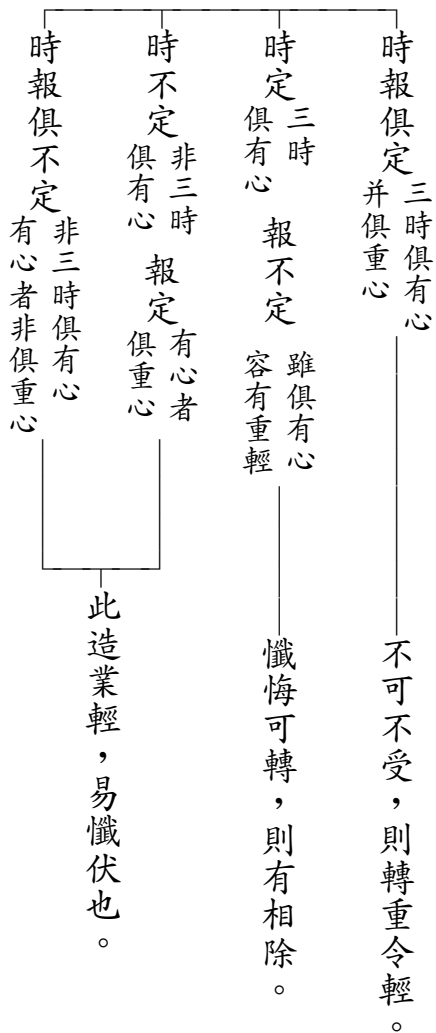 時報俱定
三時俱有心
并俱重心
不可不受，則轉重令輕。
時定
三時
俱有心
報不定
雖俱有心
容有重輕
懺悔可轉，則有相除。
時不定
非三時
俱有心
報定
有心者
俱重心
時報俱不定
非三時俱有心
有心者非俱重心
此造業輕，易懺伏也。